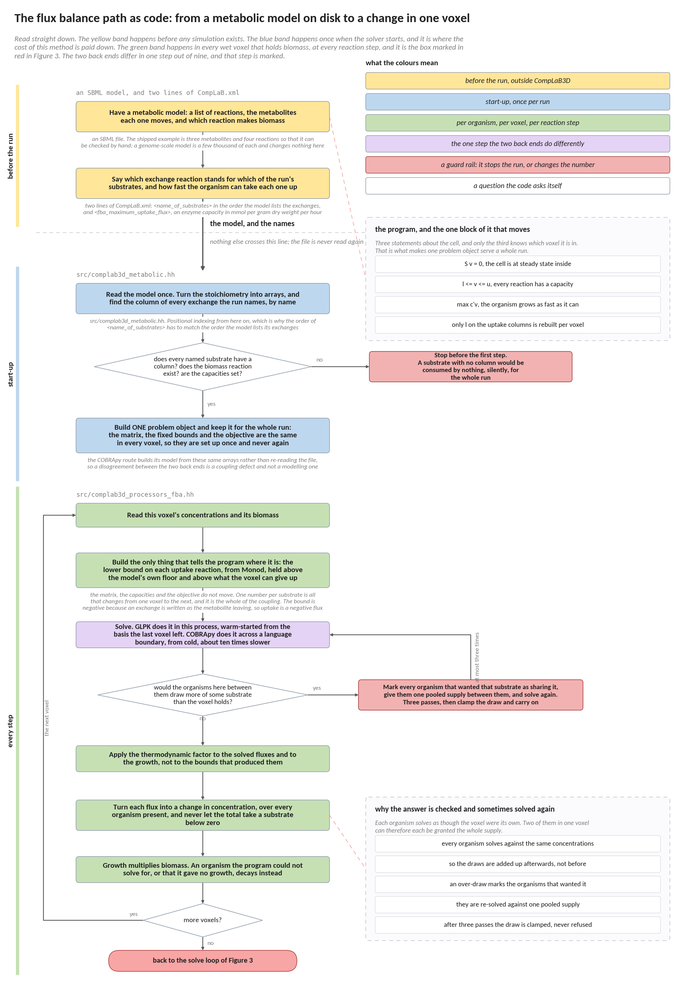 The flux balance path as code: from a metabolic model on disk to a change in one voxel
Read straight down. The yellow band happens before any simulation exists. The blue band happens once when the solver starts, and it is where the
cost of this method is paid down. The green band happens in every wet voxel that holds biomass, at every reaction step, and it is the box marked in
red in Figure 3. The two back ends differ in one step out of nine, and that step is marked.
what the colours mean
before the run, outside CompLaB3D
start-up, once per run
per organism, per voxel, per reaction step
the one step the two back ends do differently
a guard rail: it stops the run, or changes the number
a question the code asks itself
before the run
an SBML model, and two lines of CompLaB.xml
Have a metabolic model: a list of reactions, the metabolites
each one moves, and which reaction makes biomass
an SBML file. The shipped example is three metabolites and four reactions so that it can
be checked by hand; a genome-scale model is a few thousand of each and changes nothing here
Say which exchange reaction stands for which of the run's
substrates, and how fast the organism can take each one up
two lines of CompLaB.xml: <name_of_substrates> in the order the model lists the exchanges,
and <fba_maximum_uptake_flux>, an enzyme capacity in mmol per gram dry weight per hour
the model, and the names
nothing else crosses this line; the file is never read again
the program, and the one block of it that moves
Three statements about the cell, and only the third knows which voxel it is in.
That is what makes one problem object serve a whole run.
S v = 0, the cell is at steady state inside
l <= v <= u, every reaction has a capacity
max c'v, the organism grows as fast as it can
only l on the uptake columns is rebuilt per voxel
start-up
src/complab3d_metabolic.hh
Read the model once. Turn the stoichiometry into arrays, and
find the column of every exchange the run names, by name
src/complab3d_metabolic.hh. Positional indexing from here on, which is why the order of
<name_of_substrates> has to match the order the model lists its exchanges
does every named substrate have a
column? does the biomass reaction
exist? are the capacities set?
no
Stop before the first step.
A substrate with no column would be
consumed by nothing, silently, for
the whole run
yes
Build ONE problem object and keep it for the whole run:
the matrix, the fixed bounds and the objective are the same
in every voxel, so they are set up once and never again
the COBRApy route builds its model from these same arrays rather than re-reading the file,
so a disagreement between the two back ends is a coupling defect and not a modelling one
every step
src/complab3d_processors_fba.hh
Read this voxel's concentrations and its biomass
Build the only thing that tells the program where it is: the
lower bound on each uptake reaction, from Monod, held above
the model's own floor and above what the voxel can give up
the matrix, the capacities and the objective do not move. One number per substrate is all
that changes from one voxel to the next, and it is the whole of the coupling. The bound is
negative because an exchange is written as the metabolite leaving, so uptake is a negative flux
Solve. GLPK does it in this process, warm-started from the
basis the last voxel left. COBRApy does it across a language
boundary, from cold, about ten times slower
at most three times
would the organisms here between
them draw more of some substrate
than the voxel holds?
yes
Mark every organism that wanted that substrate as sharing it,
give them one pooled supply between them, and solve again.
Three passes, then clamp the draw and carry on
no
the next voxel
Apply the thermodynamic factor to the solved fluxes and to
the growth, not to the bounds that produced them
Turn each flux into a change in concentration, over every
organism present, and never let the total take a substrate
below zero
why the answer is checked and sometimes solved again
Each organism solves as though the voxel were its own. Two of them in one voxel
can therefore each be granted the whole supply.
every organism solves against the same concentrations
so the draws are added up afterwards, not before
an over-draw marks the organisms that wanted it
they are re-solved against one pooled supply
after three passes the draw is clamped, never refused
Growth multiplies biomass. An organism the program could not
solve for, or that it gave no growth, decays instead
yes
more voxels?
no
back to the solve loop of Figure 3